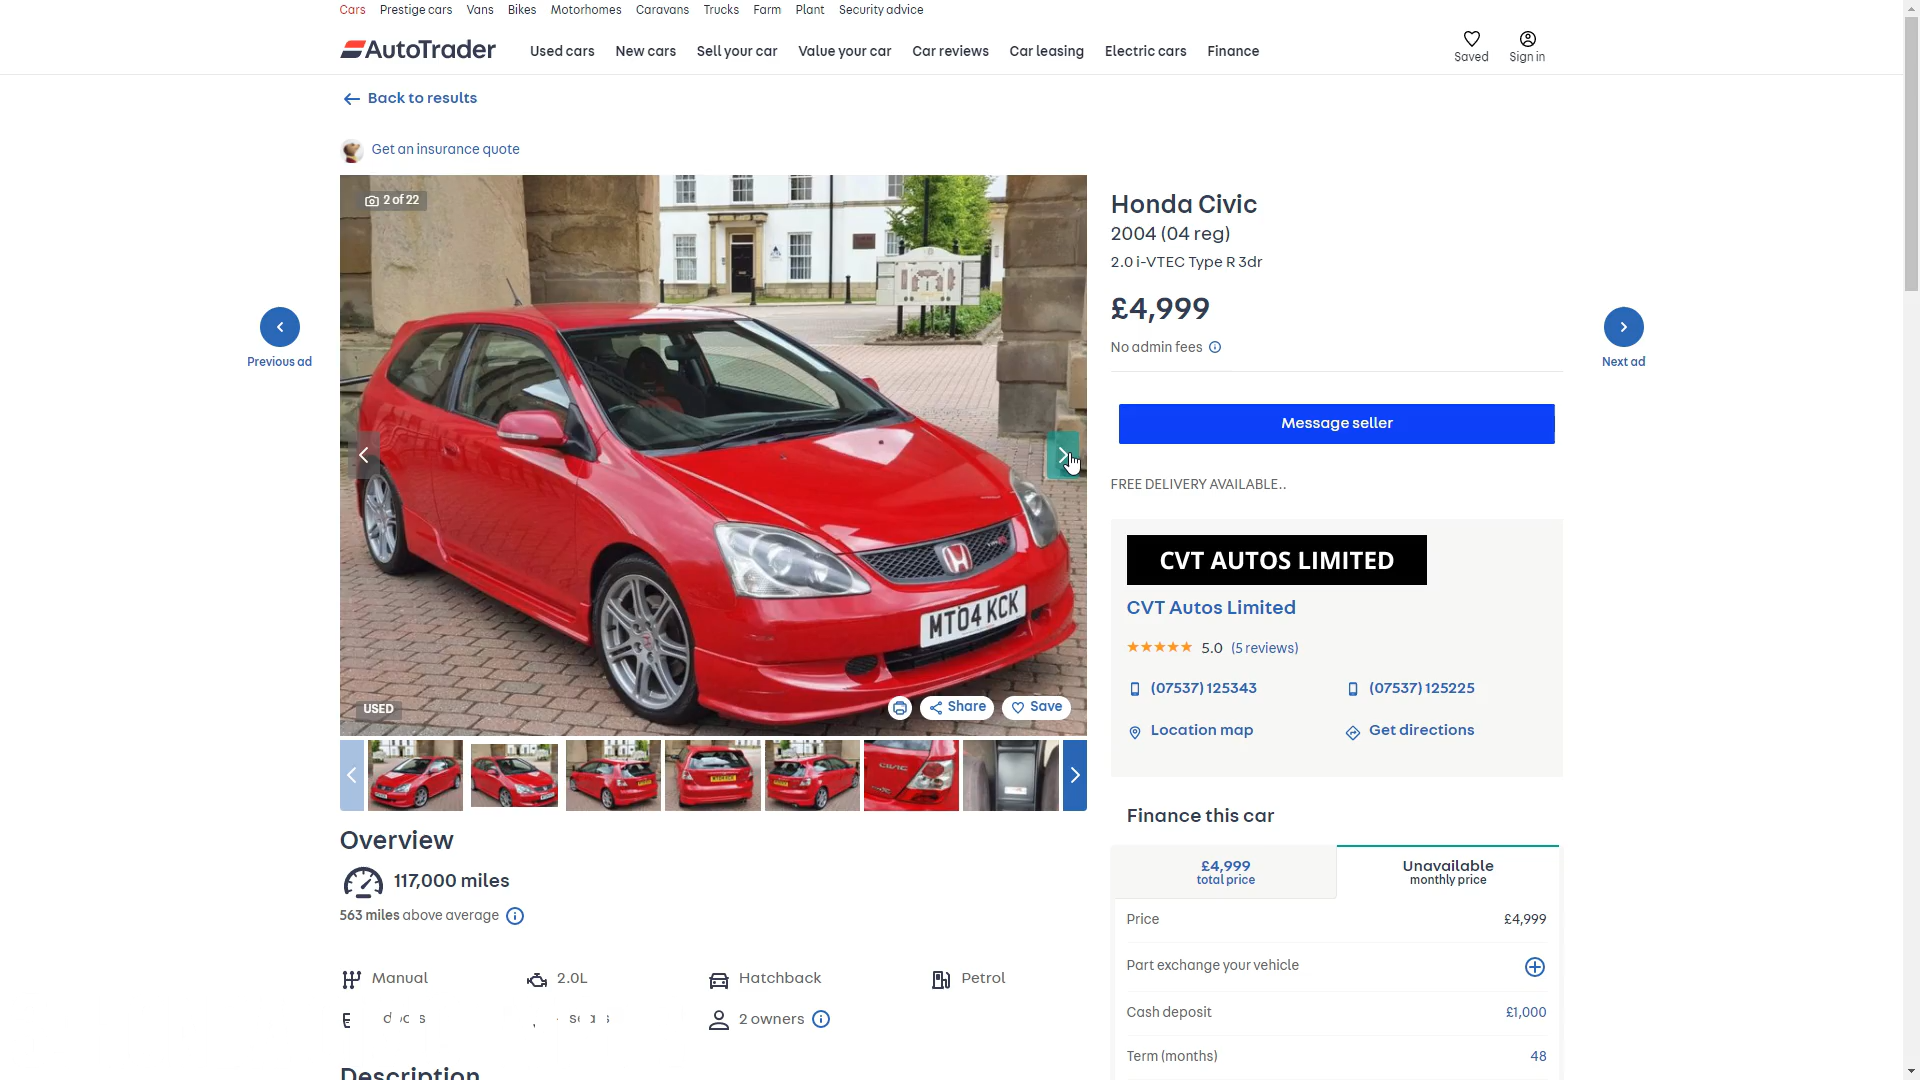 Cars Prestige cars Vans Bikes Motorhomes Caravans Trucks Farm Plant Security advice
AutoTrader Used cars New cars Sell your car Value your car Car reviews Car leasing Electric cars Finance Saved Sign in
Back to results
Get an insurance quote
2 of 22
MT04 KCK
USED
Share Save
Previous ad
Next ad
Honda Civic
2004 (04 reg)
2.0 i-VTEC Type R 3dr
£4,999
No admin fees
Message seller
FREE DELIVERY AVAILABLE..
CVT AUTOS LIMITED
CVT Autos Limited
5.0 (5 reviews)
(07537) 125343 (07537) 125225
Location map Get directions
Overview
117,000 miles
563 miles above average
Manual 2.0L Hatchback Petrol
2 owners
Description
Finance this car
£4,999
total price
Unavailable
monthly price
Price £4,999
Part exchange your vehicle
Cash deposit £1,000
Term (months) 48